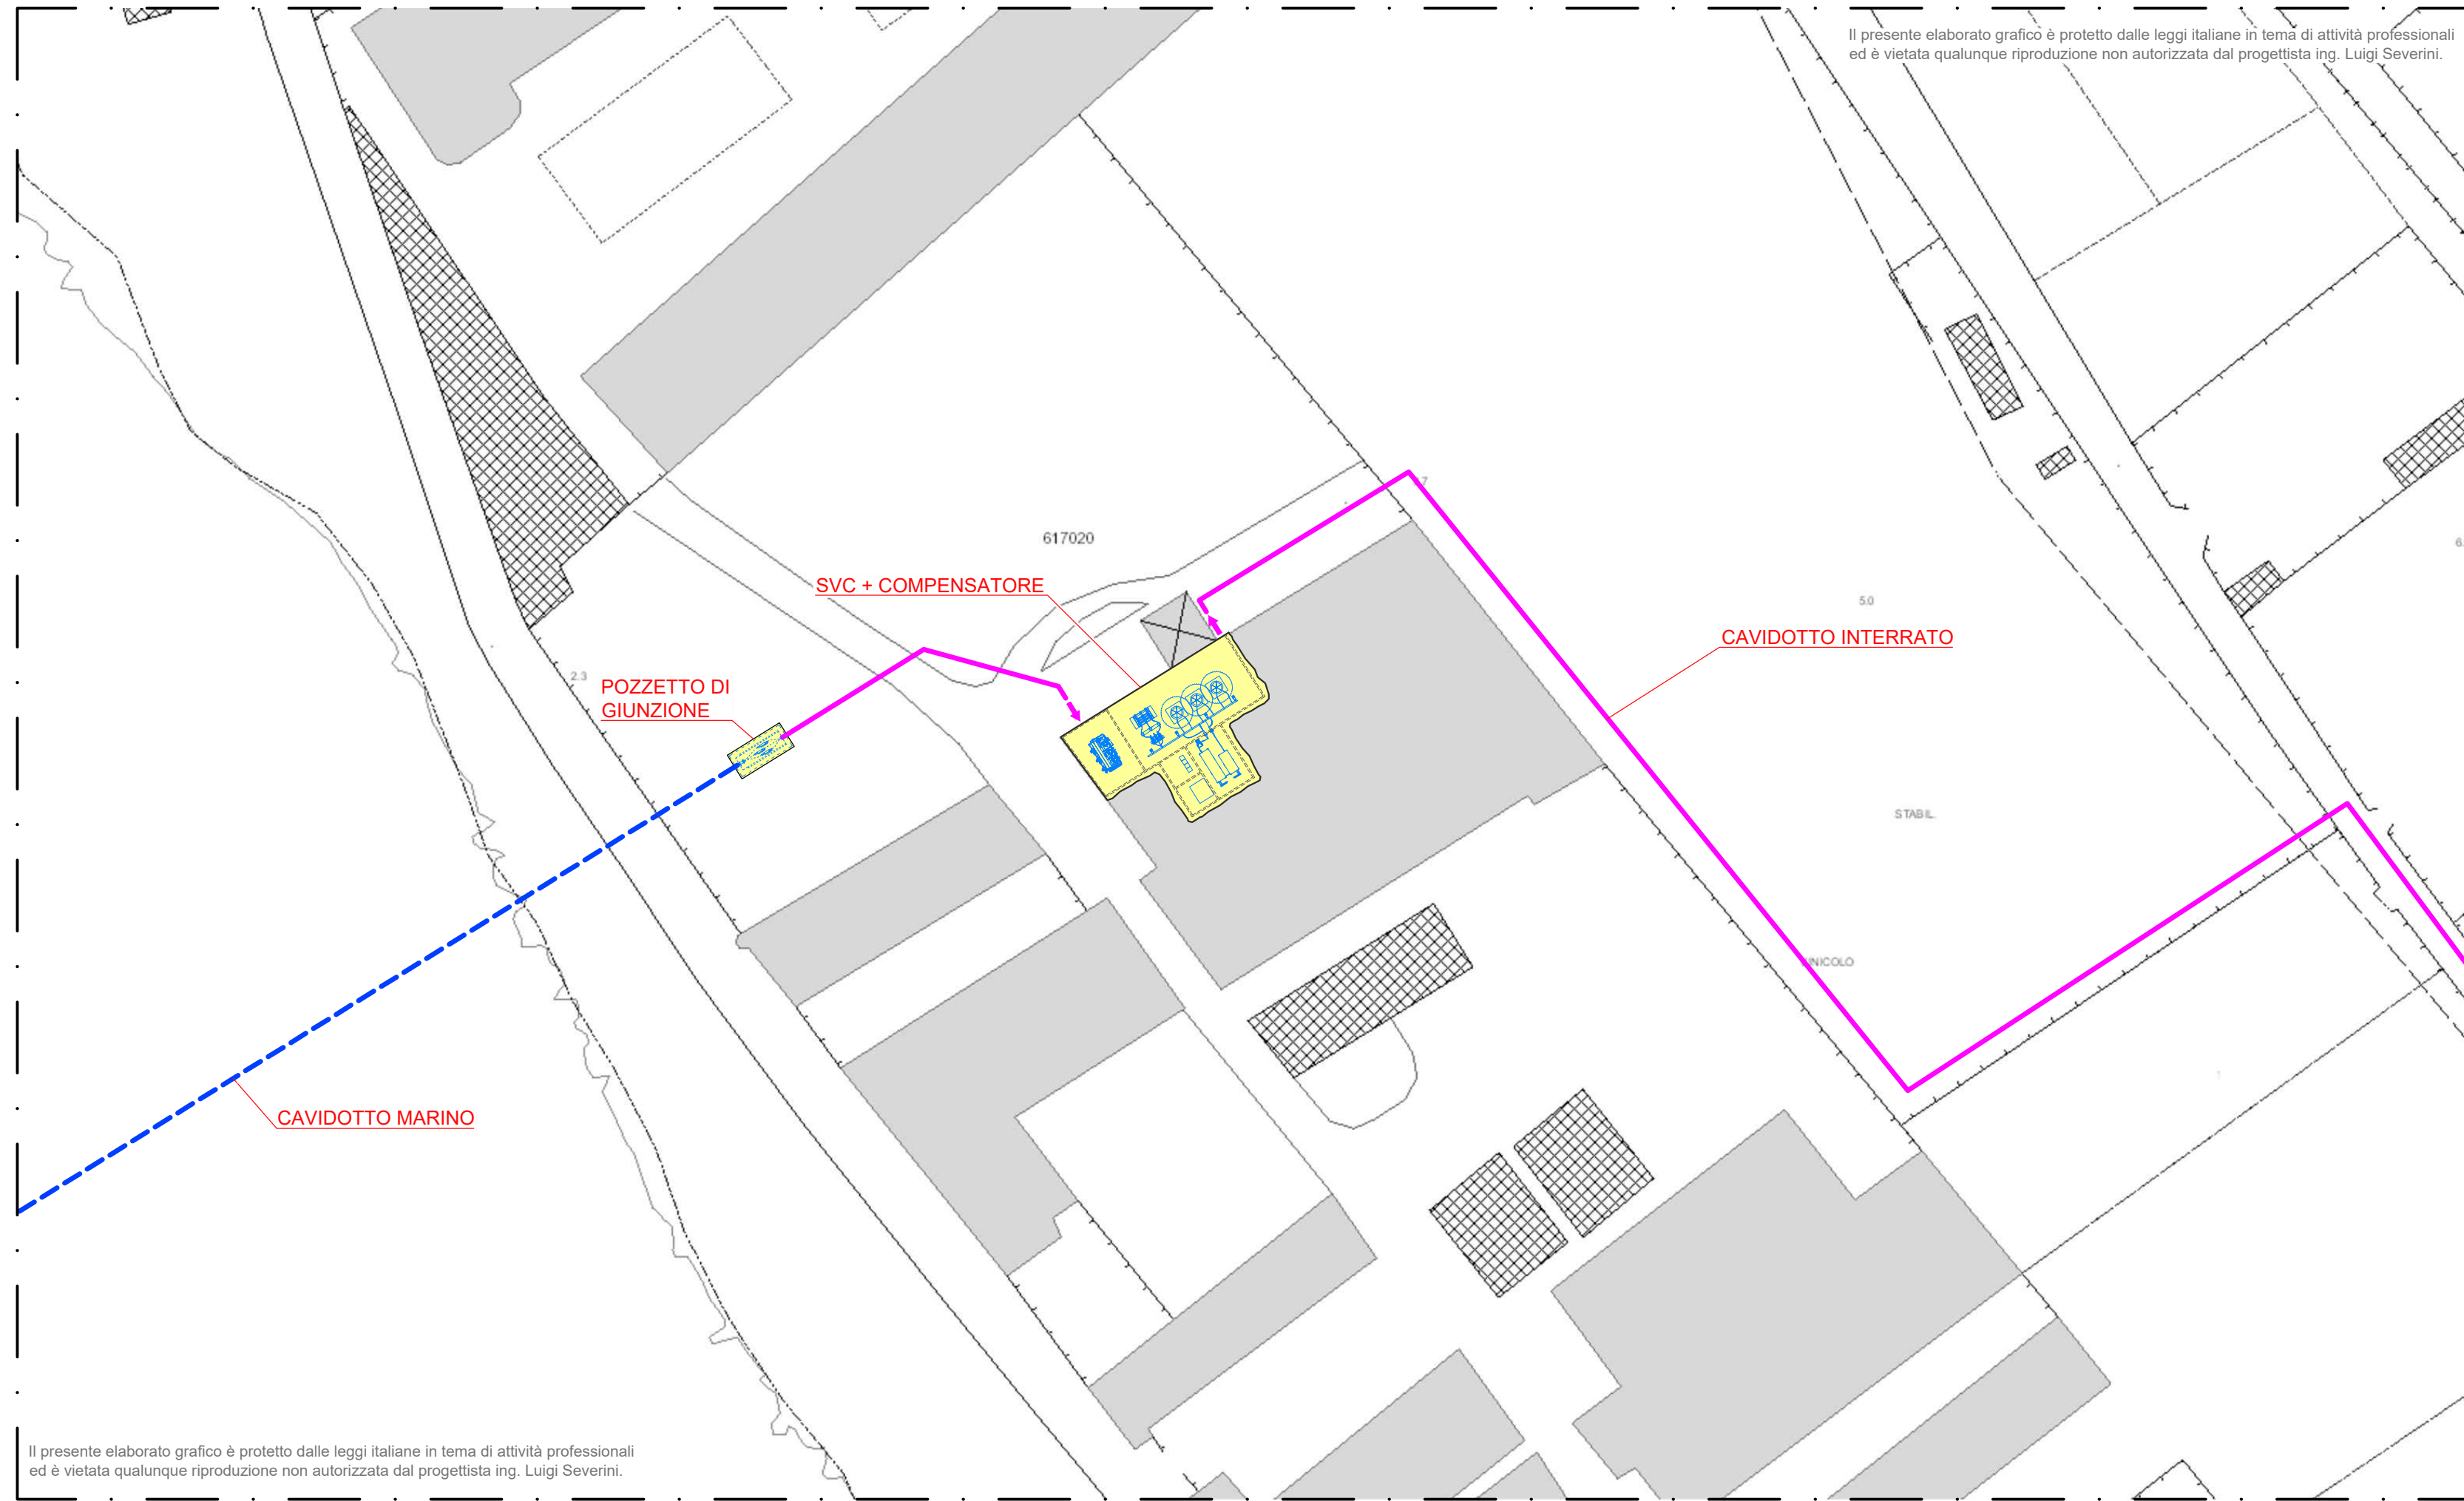 Il presente elaborato grafico è protetto dalle leggi italiane in tema di attività professionali
ed è vietata qualunque riproduzione non autorizzata dal progettista ing. Luigi Severini.
617020
SVC + COMPENSATORE
5.0
CAVIDOTTO INTERRATO
2.3
POZZETTO DI
GIUNZIONE
STABIL.
CAVIDOTTO MARINO
Il presente elaborato grafico è protetto dalle leggi italiane in tema di attività professionali
ed è vietata qualunque riproduzione non autorizzata dal progettista ing. Luigi Severini.